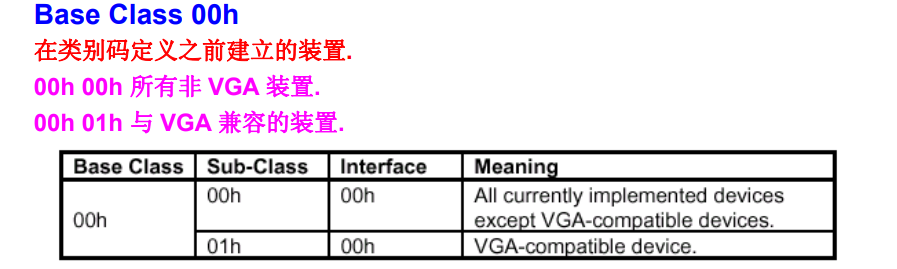 Base Class 00h
在类别码定义之前建立的装置.
00h 00h 所有非 VGA 装置.
00h 01h 与 VGA 兼容的装置.
Base Class Sub-Class Interface Meaning
00h 00h 00h All currently implemented devices
except VGA-compatible devices.
01h 00h VGA-compatible device.